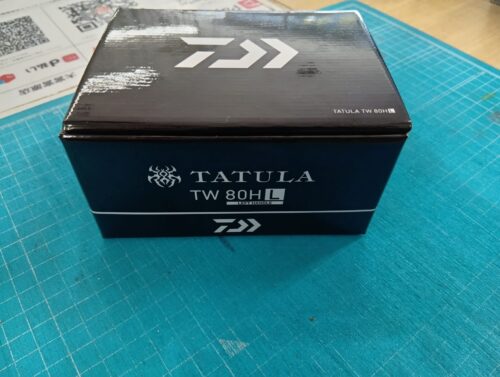 TATULA TW 80H L
TATULA
TW 80H L
LEFT HANDLE